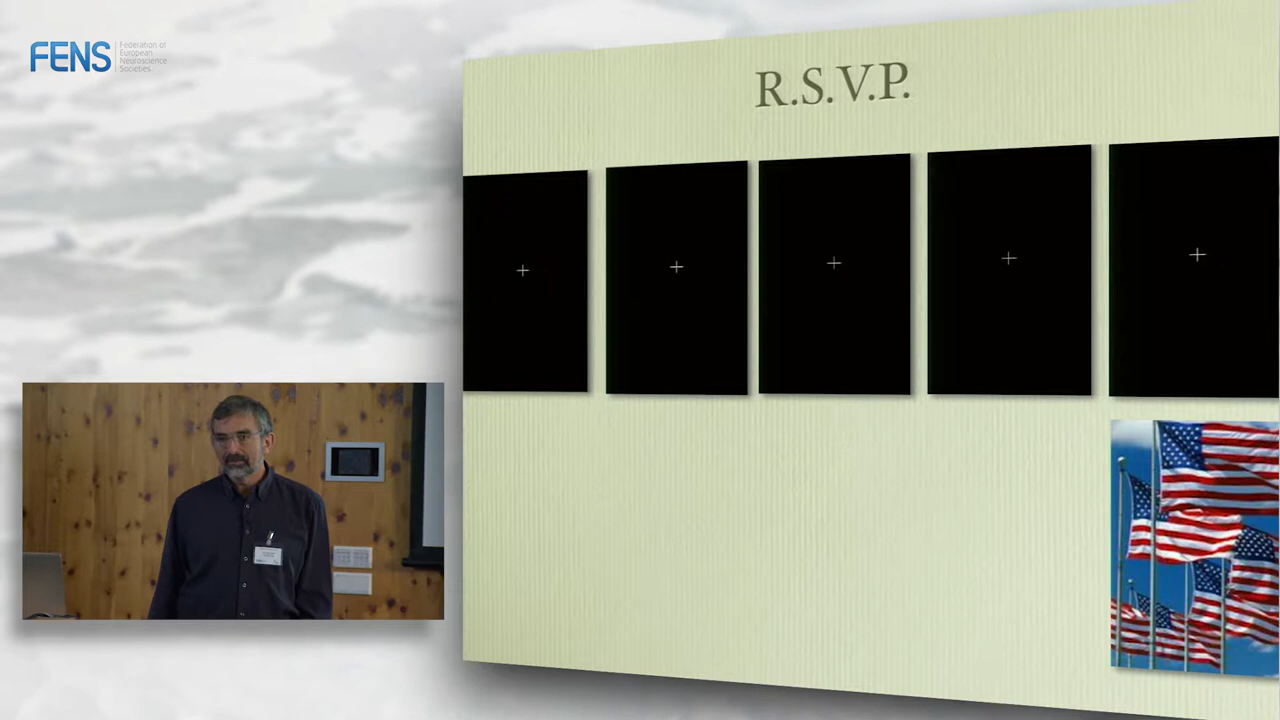 FENS
Federation of
European
Neuroscience
Societies
R.S.V.P.